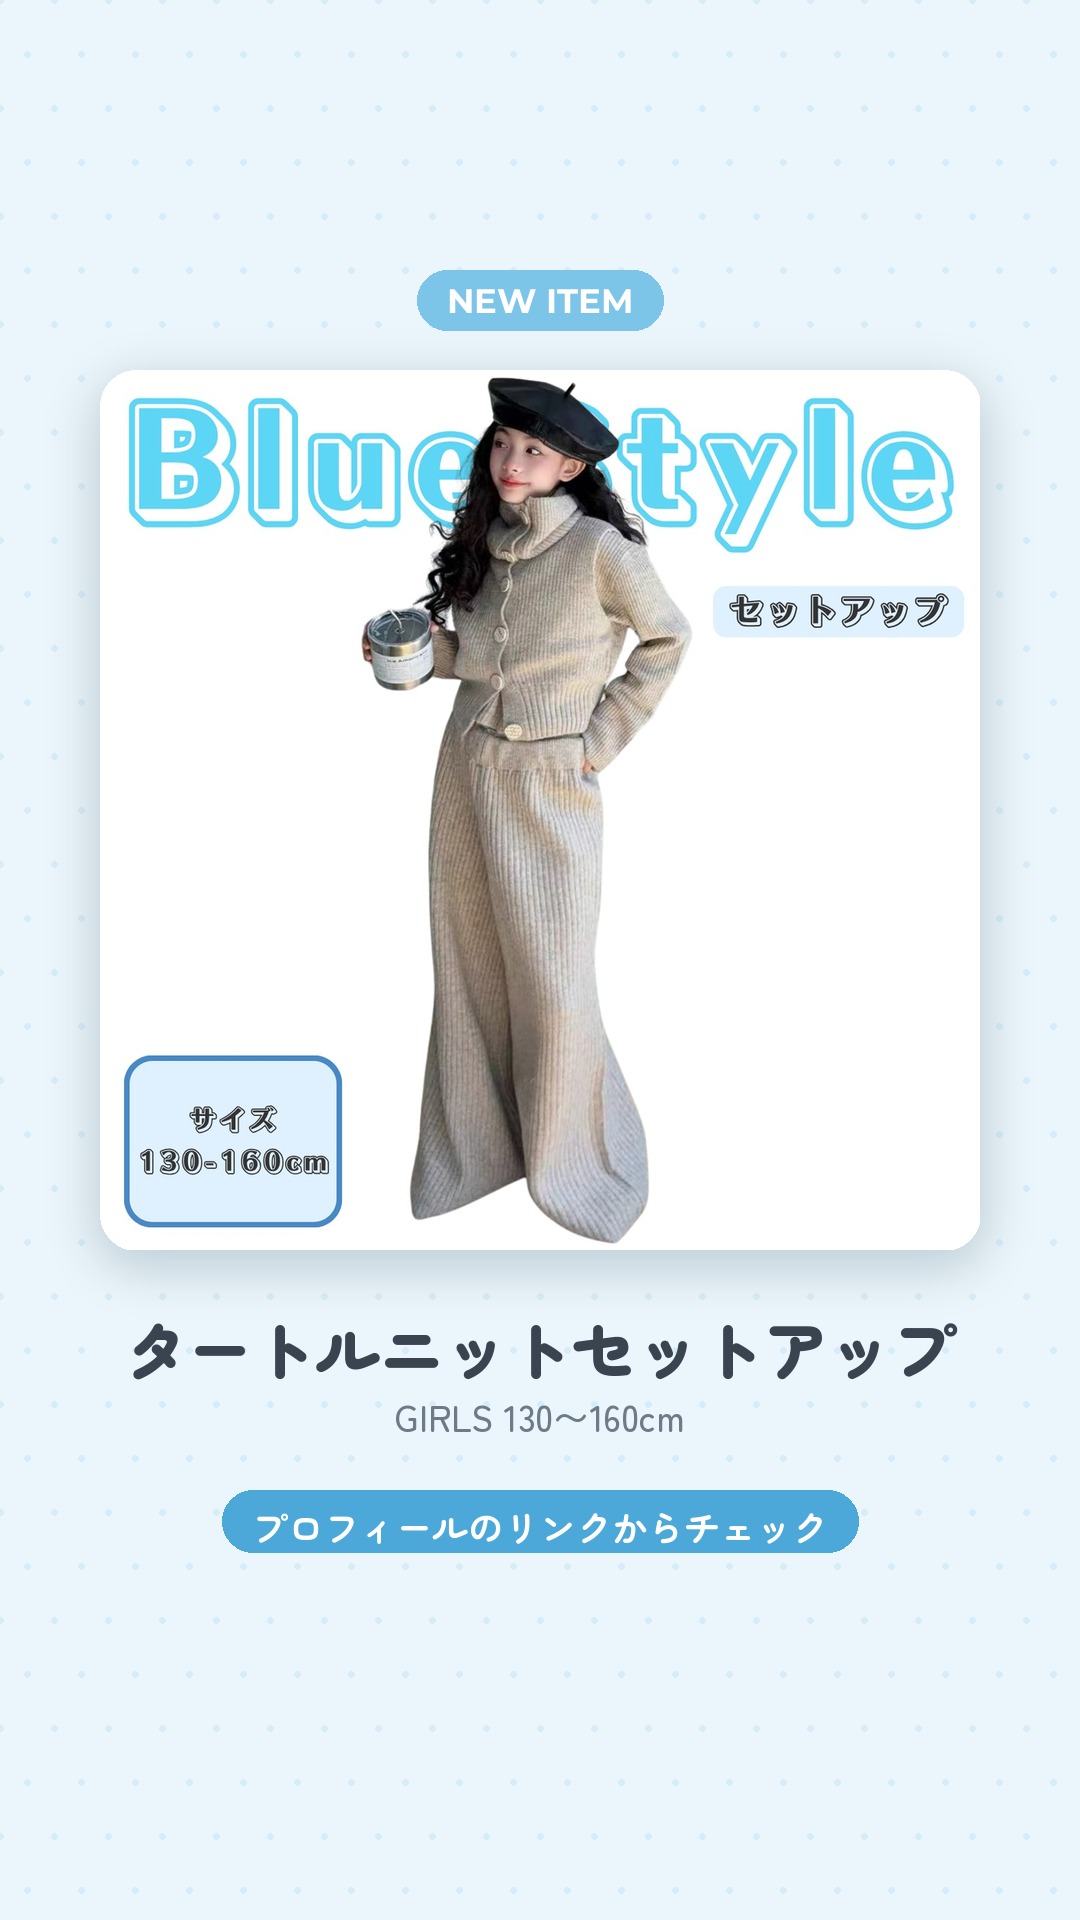 NEW ITEM
Blue Style
セットアップ
サイズ
130-160cm
タートルニットセットアップ
GIRLS 130〜160cm
プロフィールのリンクからチェック